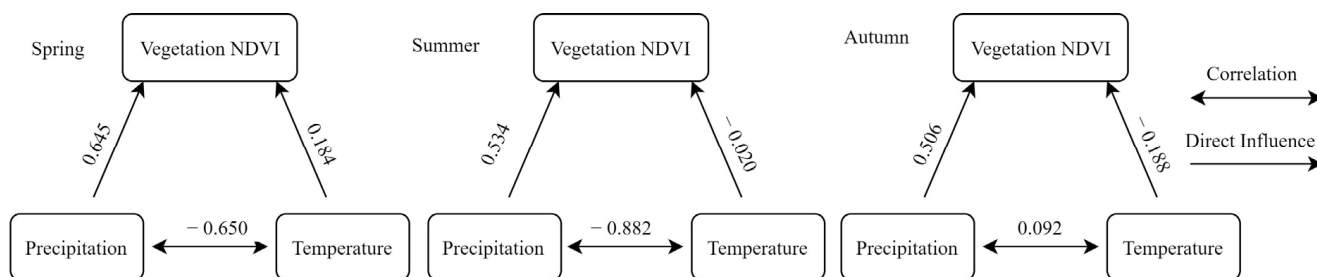 Spring
Vegetation NDVI
0.645
0.184
Precipitation
− 0.650
Temperature
Summer
Vegetation NDVI
0.534
− 0.020
Precipitation
− 0.882
Temperature
Autumn
Vegetation NDVI
0.506
− 0.188
Precipitation
0.092
Temperature
Correlation
Direct Influence